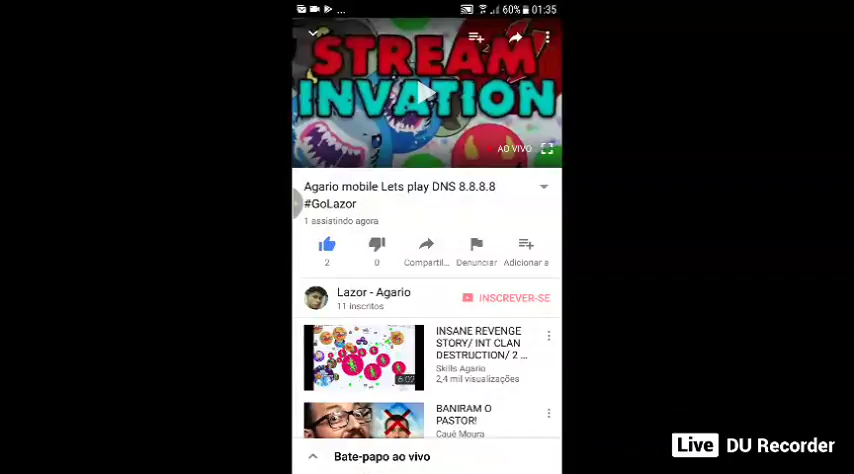 ... 60% 01:35
STREAM
INVATION
AO VIVO
Agario mobile Lets play DNS 8.8.8.8
#GoLazor
1 assistindo agora
2 0 Compartil... Denunciar Adicionar a
Lazor - Agario
INSCREVER-SE
11 inscritos
INSANE REVENGE
STORY/ INT CLAN
DESTRUCTION/ 2 ...
Skills Agario
2,4 mil visualizações
6:07
BANIRAM O
PASTOR!
Cauê Moura
Bate-papo ao vivo
Live DU Recorder